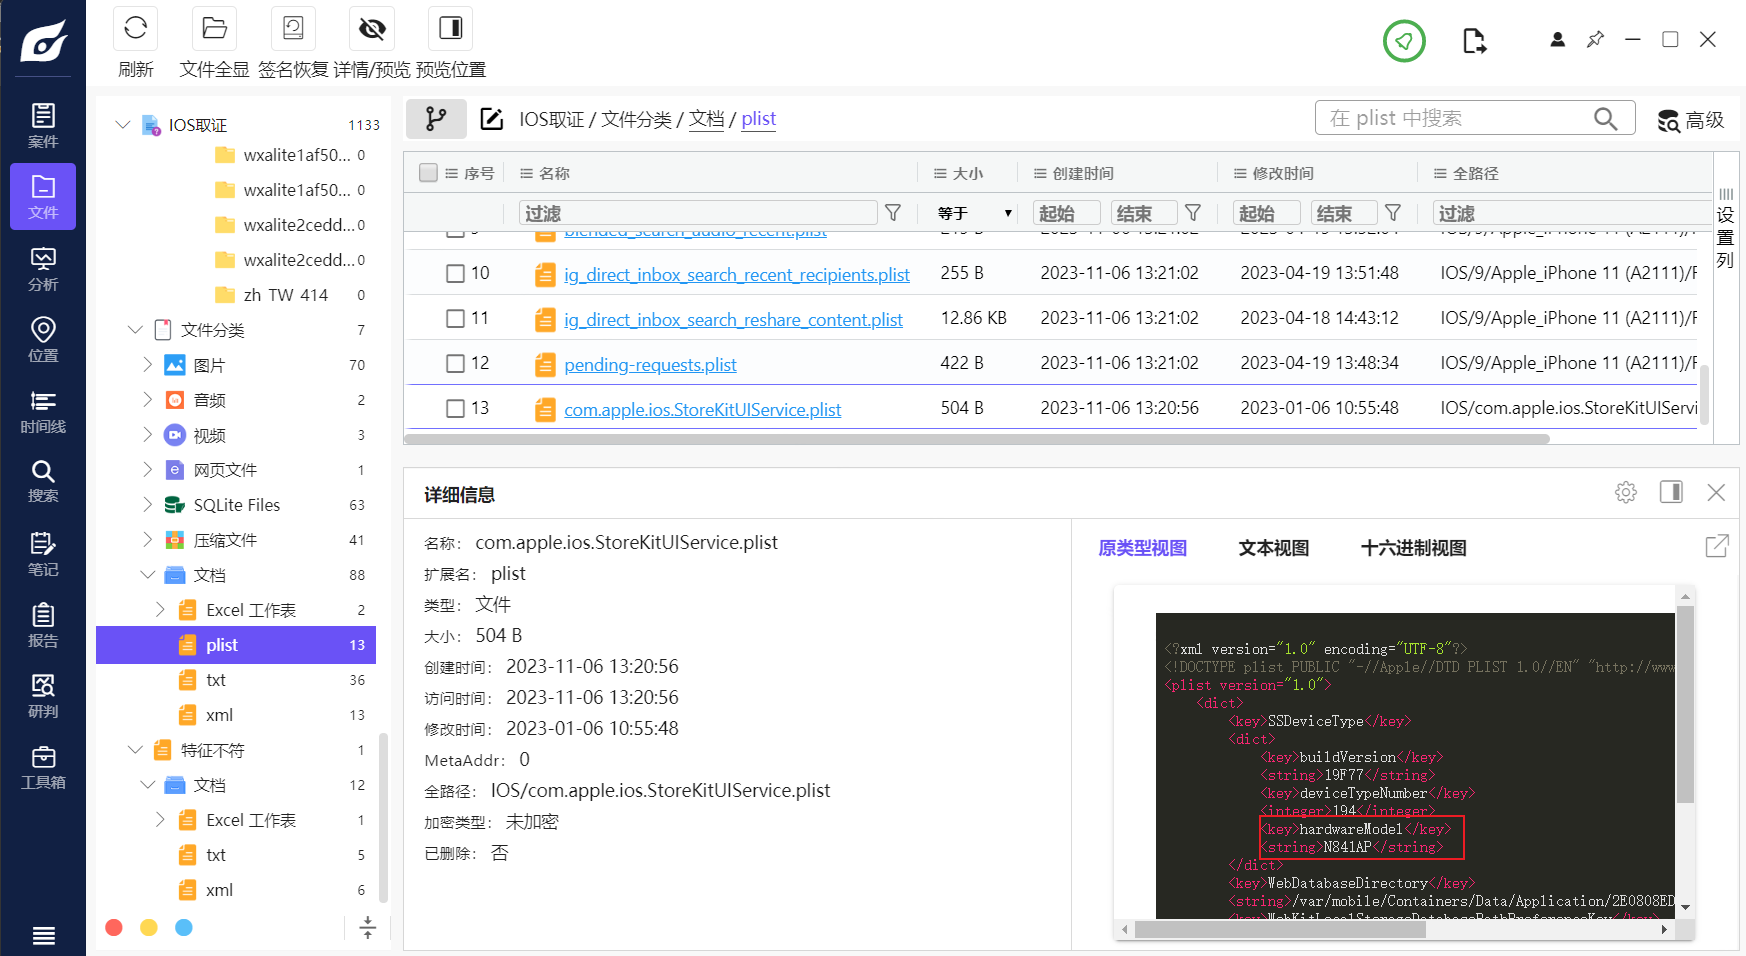 刷新
文件全显
签名恢复
详情/预览
预览位置
案件
文件
分析
位置
时间线
搜索
笔记
报告
研判
工具箱
IOS取证 1133
wxalite1af50... 0
wxalite1af50... 0
wxalite2cedd... 0
wxalite2cedd... 0
zh_TW_414 0
文件分类 7
图片 70
音频 2
视频 3
网页文件 1
SQLite Files 63
压缩文件 41
文档 88
Excel 工作表 2
plist 13
txt 36
xml 13
特征不符 1
文档 12
Excel 工作表 1
txt 5
xml 6
IOS取证 / 文件分类 / 文档 / plist
在 plist 中搜索
高级
序号 名称 大小 创建时间 修改时间 全路径
过滤 等于 起始 结束 起始 结束 过滤
设置列
blended_search_audio_recent.plist
10 ig_direct_inbox_search_recent_recipients.plist 255 B 2023-11-06 13:21:02 2023-04-19 13:51:48 IOS/9/Apple_iPhone 11 (A2111)/F
11 ig_direct_inbox_search_reshare_content.plist 12.86 KB 2023-11-06 13:21:02 2023-04-18 14:43:12 IOS/9/Apple_iPhone 11 (A2111)/F
12 pending-requests.plist 422 B 2023-11-06 13:21:02 2023-04-19 13:48:34 IOS/9/Apple_iPhone 11 (A2111)/F
13 com.apple.ios.StoreKitUIService.plist 504 B 2023-11-06 13:20:56 2023-01-06 10:55:48 IOS/com.apple.ios.StoreKitUIServi
详细信息
名称： com.apple.ios.StoreKitUIService.plist
扩展名： plist
类型： 文件
大小： 504 B
创建时间： 2023-11-06 13:20:56
访问时间： 2023-11-06 13:20:56
修改时间： 2023-01-06 10:55:48
MetaAddr： 0
全路径： IOS/com.apple.ios.StoreKitUIService.plist
加密类型： 未加密
已删除： 否
原类型视图 文本视图 十六进制视图
<?xml version="1.0" encoding="UTF-8"?>
<!DOCTYPE plist PUBLIC "-//Apple//DTD PLIST 1.0//EN" "http://www
<plist version="1.0">
<dict>
<key>SSDeviceType</key>
<dict>
<key>buildVersion</key>
<string>19F77</string>
<key>deviceTypeNumber</key>
<integer>194</integer>
<key>hardwareModel</key>
<string>N841AP</string>
</dict>
<key>WebDatabaseDirectory</key>
<string>/var/mobile/Containers/Data/Application/2E0808ED
<key>WebKitLocalStorageDatabasePathPreferenceKey</key>